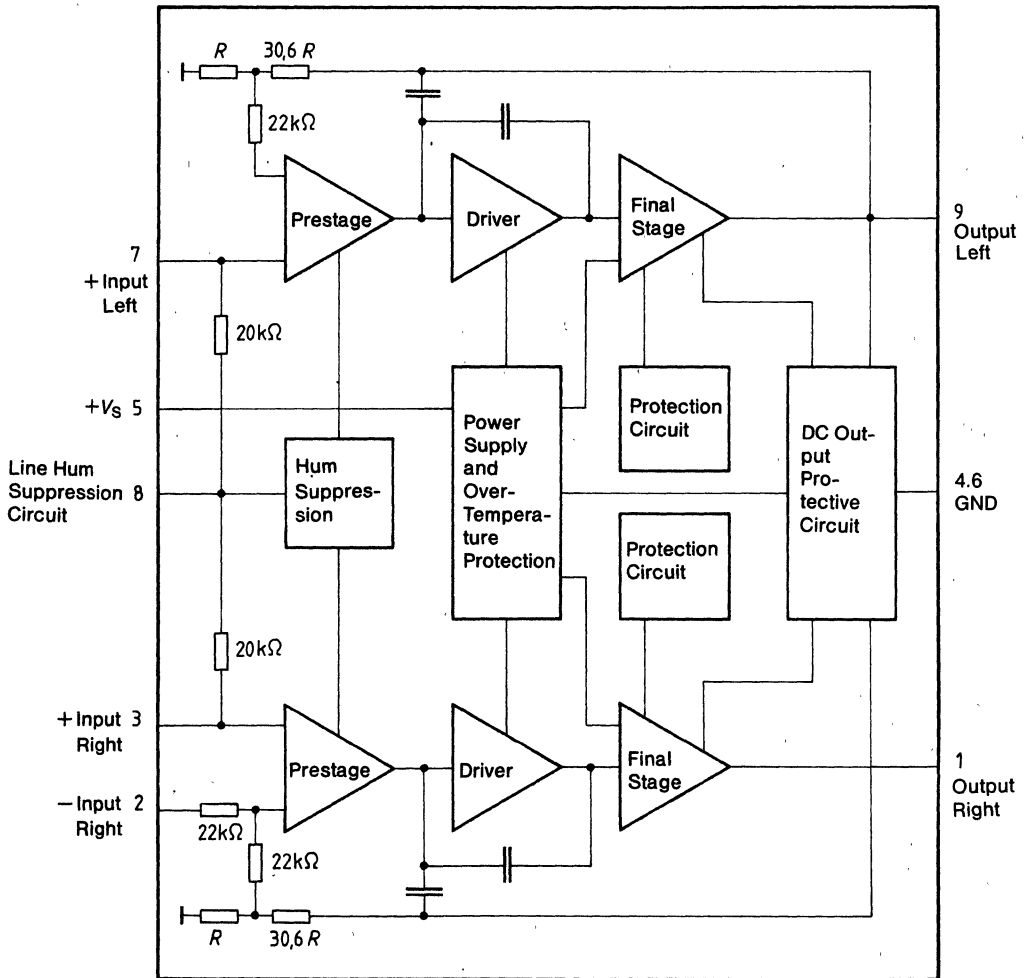 R
30,6 R
22kΩ
Prestage
Driver
Final
Stage
9
Output
Left
7
+Input
Left
20kΩ
+VS 5
Power
Supply
and
Over-
Tempera-
ture
Protection
Protection
Circuit
DC Out-
put
Pro-
tective
Circuit
Line Hum
Suppression 8
Circuit
Hum
Suppres-
sion
4.6
GND
Protection
Circuit
20kΩ
+Input 3
Right
Prestage
Driver
Final
Stage
1
Output
Right
−Input 2
Right
22kΩ
22kΩ
R
30,6 R